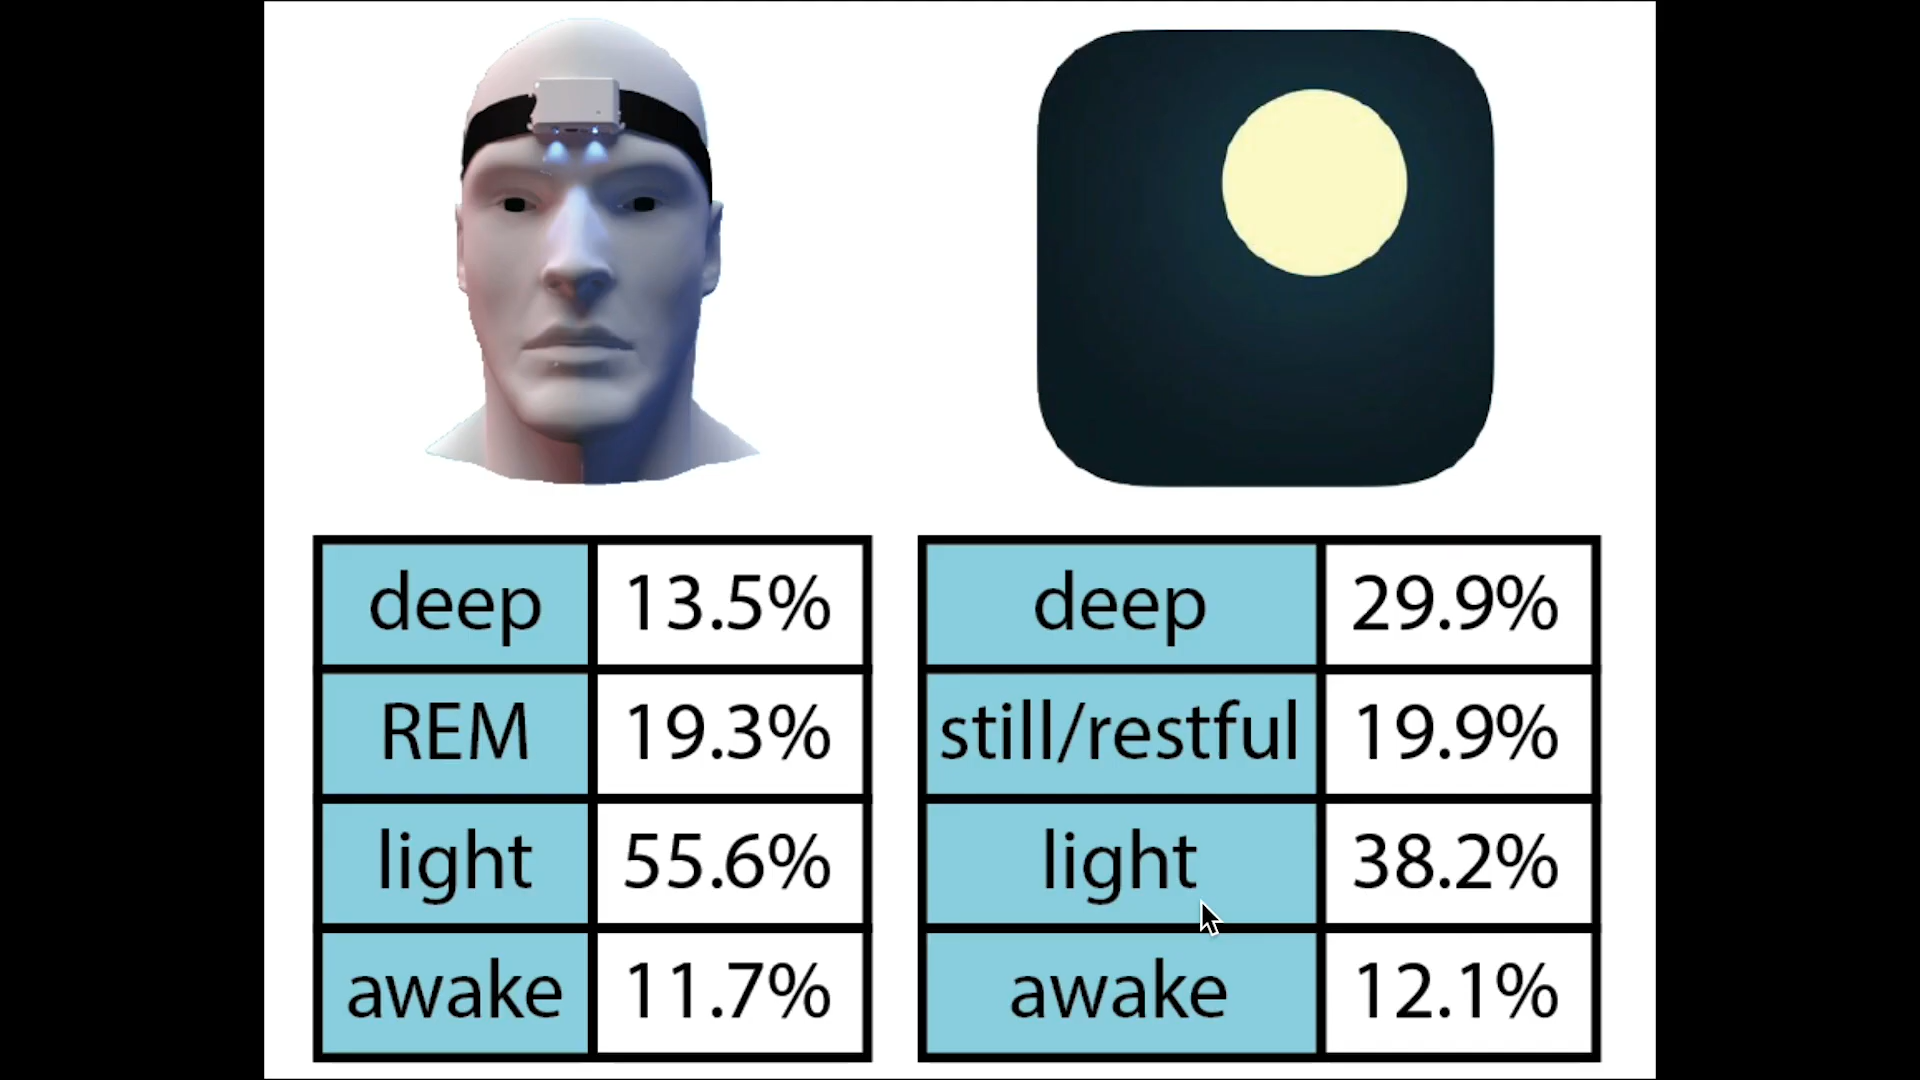 deep 13.5%
REM 19.3%
light 55.6%
awake 11.7%
deep 29.9%
still/restful 19.9%
light 38.2%
awake 12.1%